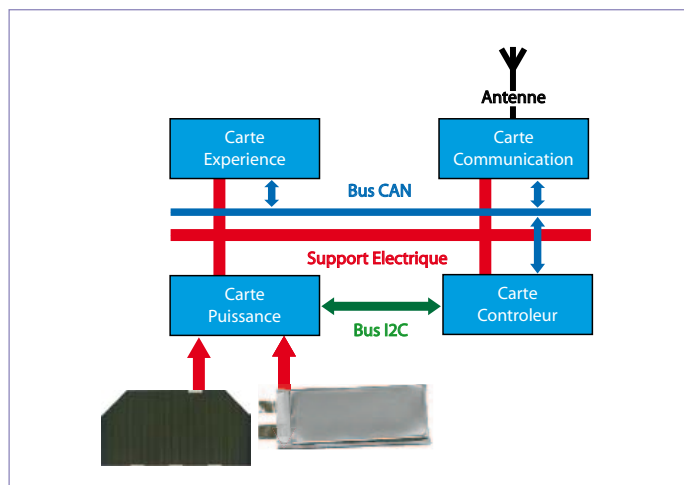 Antenne
Carte
Experience
Carte
Communication
Bus CAN
Support Electrique
Carte
Puissance
Bus I2C
Carte
Controleur